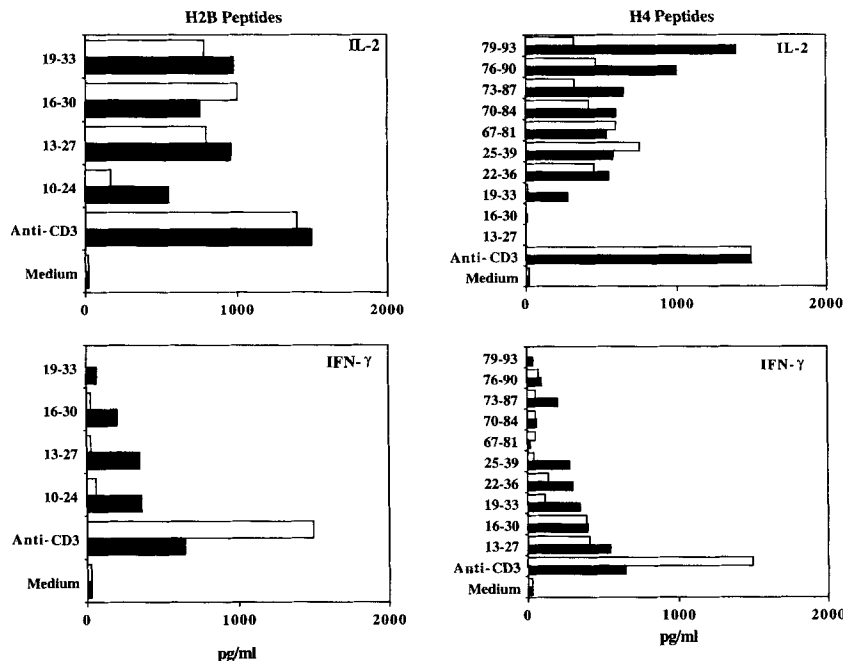 H2B Peptides
IL-2
19-33
16-30
13-27
10-24
Anti-CD3
Medium
0 1000 2000
H4 Peptides
IL-2
79-93
76-90
73-87
70-84
67-81
25-39
22-36
19-33
16-30
13-27
Anti-CD3
Medium
0 1000 2000
IFN-γ
19-33
16-30
13-27
10-24
Anti-CD3
Medium
0 1000 2000
pg/ml
IFN-γ
79-93
76-90
73-87
70-84
67-81
25-39
22-36
19-33
16-30
13-27
Anti-CD3
Medium
0 1000 2000
pg/ml